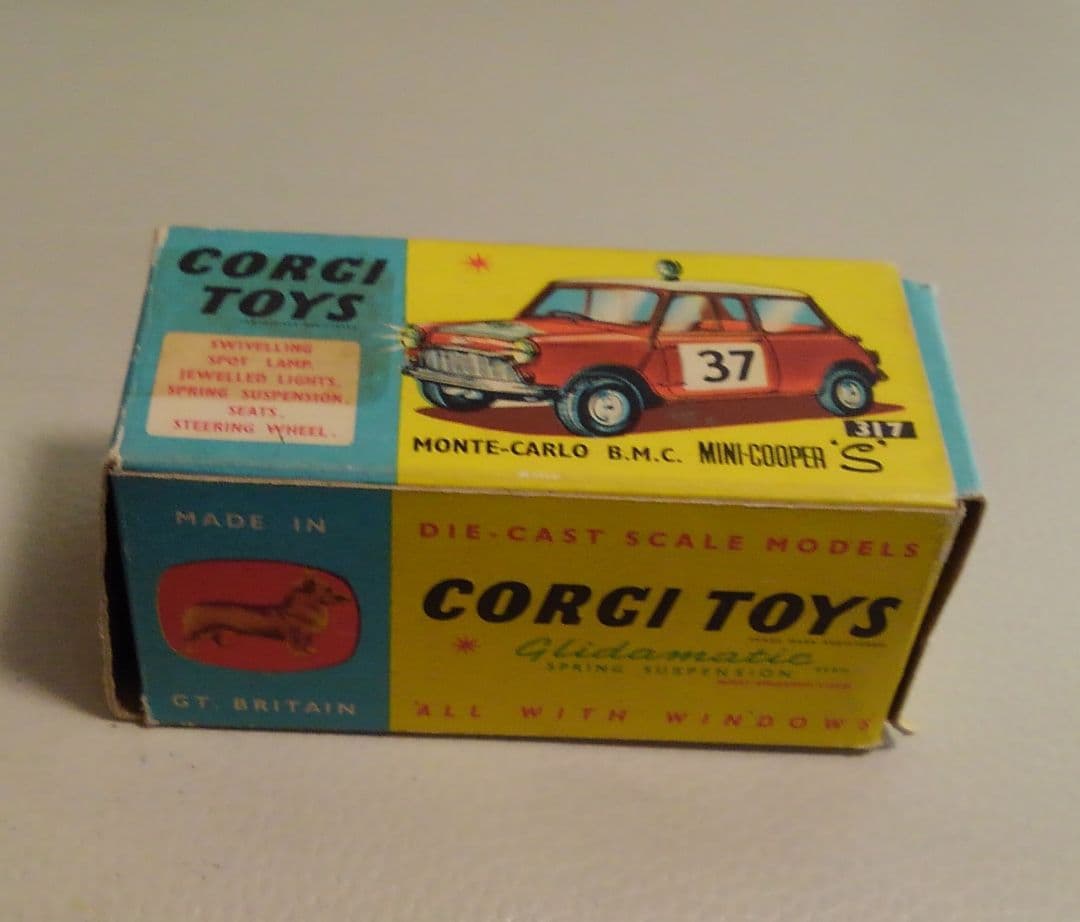 CORGI
TOYS
SWIVELLING
SPOT LAMP.
JEWELLED LIGHTS.
SPRING SUSPENSION.
SEATS.
STEERING WHEEL.
37
317
MONTE-CARLO B.M.C. MINI-COOPER 'S'
MADE IN
GT. BRITAIN
DIE-CAST SCALE MODELS
CORGI TOYS
Glidamatic
SPRING SUSPENSION
'ALL WITH WINDOWS